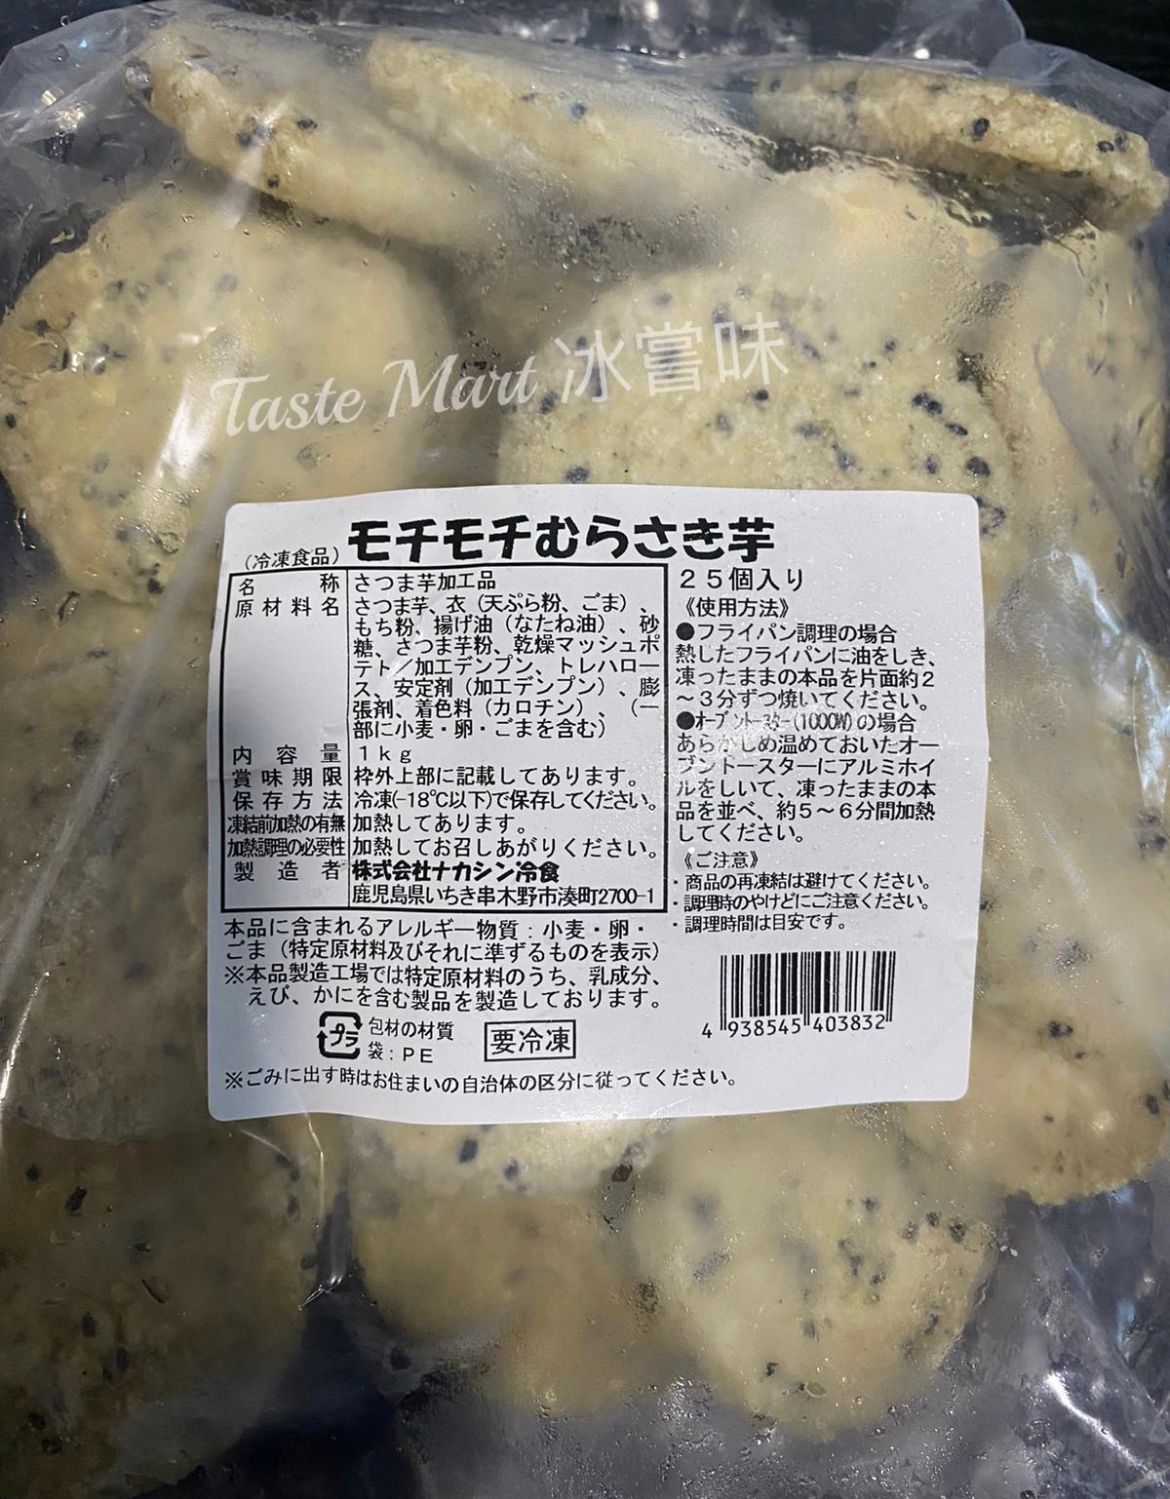 Taste Mart 冰嘗味
(冷凍食品) モチモチむらさき芋
名称 さつま芋加工品
原材料名 さつま芋、衣(天ぷら粉、ごま)、
もち粉、揚げ油(なたね油)、砂
糖、さつま芋粉、乾燥マッシュポ
テト/加工デンプン、トレハロー
ス、安定剤(加工デンプン)、膨
張剤、着色料(カロチン)、(一
部に小麦・卵・ごまを含む)
内容量 1kg
賞味期限 枠外上部に記載してあります。
保存方法 冷凍(-18℃以下)で保存してください。
凍結前加熱の有無 加熱してあります。
加熱調理の必要性 加熱してお召しあがりください。
製造者 株式会社ナカシン冷食
鹿児島県いちき串木野市湊町2700-1
本品に含まれるアレルギー物質:小麦・卵・
ごま(特定原材料及びそれに準ずるものを表示)
※本品製造工場では特定原材料のうち、乳成分、
えび、かにを含む製品を製造しております。
プラ
包材の材質
袋:PE
要冷凍
※ごみに出す時はお住まいの自治体の区分に従ってください。
25個入り
《使用方法》
●フライパン調理の場合
熱したフライパンに油をしき、
凍ったままの本品を片面約2
~3分ずつ焼いてください。
●オーブントースター(1000W)の場合
あらかじめ温めておいたオー
ブントースターにアルミホイ
ルをしいて、凍ったままの本
品を並べ、約5~6分間加熱
してください。
《ご注意》
・商品の再凍結は避けてください。
・調理時のやけどにご注意ください。
・調理時間は目安です。
4 938545 403832